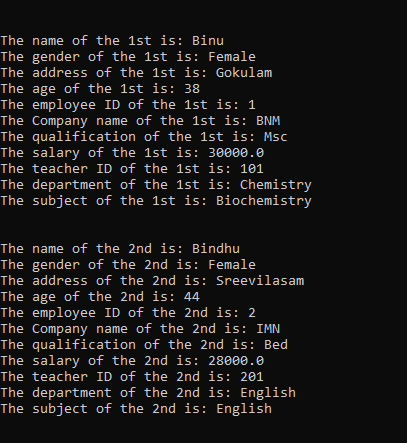 The name of the 1st is: Binu
The gender of the 1st is: Female
The address of the 1st is: Gokulam
The age of the 1st is: 38
The employee ID of the 1st is: 1
The Company name of the 1st is: BNM
The qualification of the 1st is: Msc
The salary of the 1st is: 30000.0
The teacher ID of the 1st is: 101
The department of the 1st is: Chemistry
The subject of the 1st is: Biochemistry
The name of the 2nd is: Bindhu
The gender of the 2nd is: Female
The address of the 2nd is: Sreevilasam
The age of the 2nd is: 44
The employee ID of the 2nd is: 2
The Company name of the 2nd is: IMN
The qualification of the 2nd is: Bed
The salary of the 2nd is: 28000.0
The teacher ID of the 2nd is: 201
The department of the 2nd is: English
The subject of the 2nd is: English